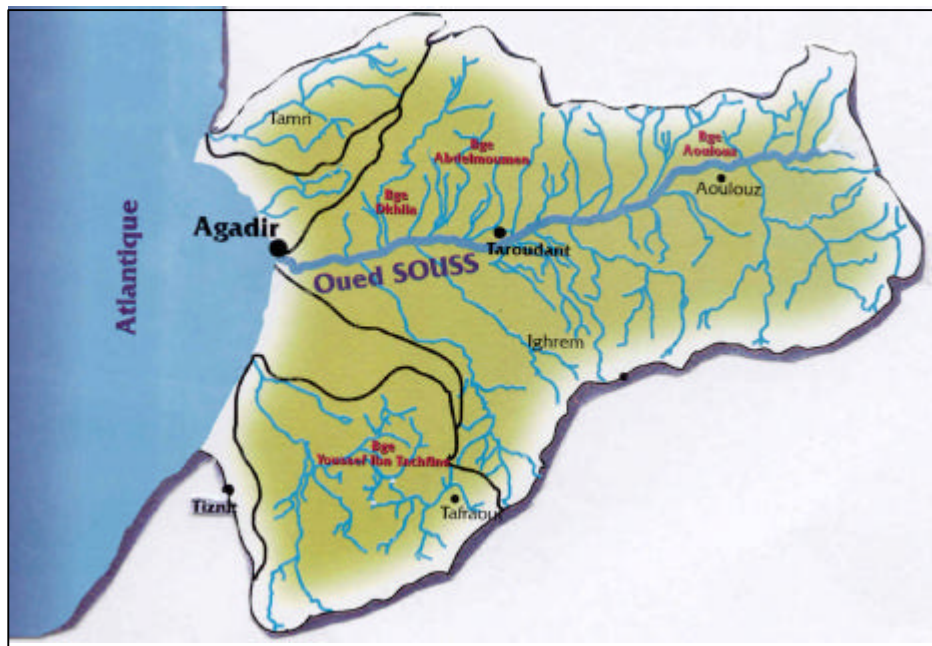 Tamri
Bge
Abdelmoumen
Bge
Aoulouz
Aoulouz
Bge
Dkhila
Agadir
Taroudant
Oued SOUSS
Atlantique
Ighrem
Bge
Youssef Ibn Tachfine
Tiznit
Tafraout